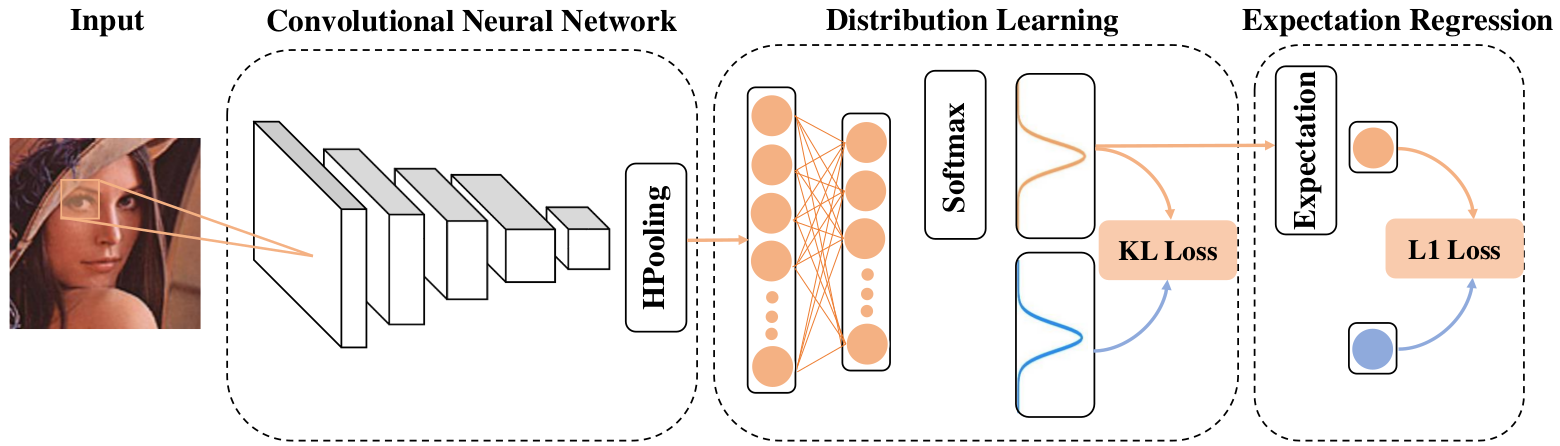 Input
Convolutional Neural Network
Distribution Learning
Expectation Regression
HPooling
Softmax
KL Loss
Expectation
L1 Loss